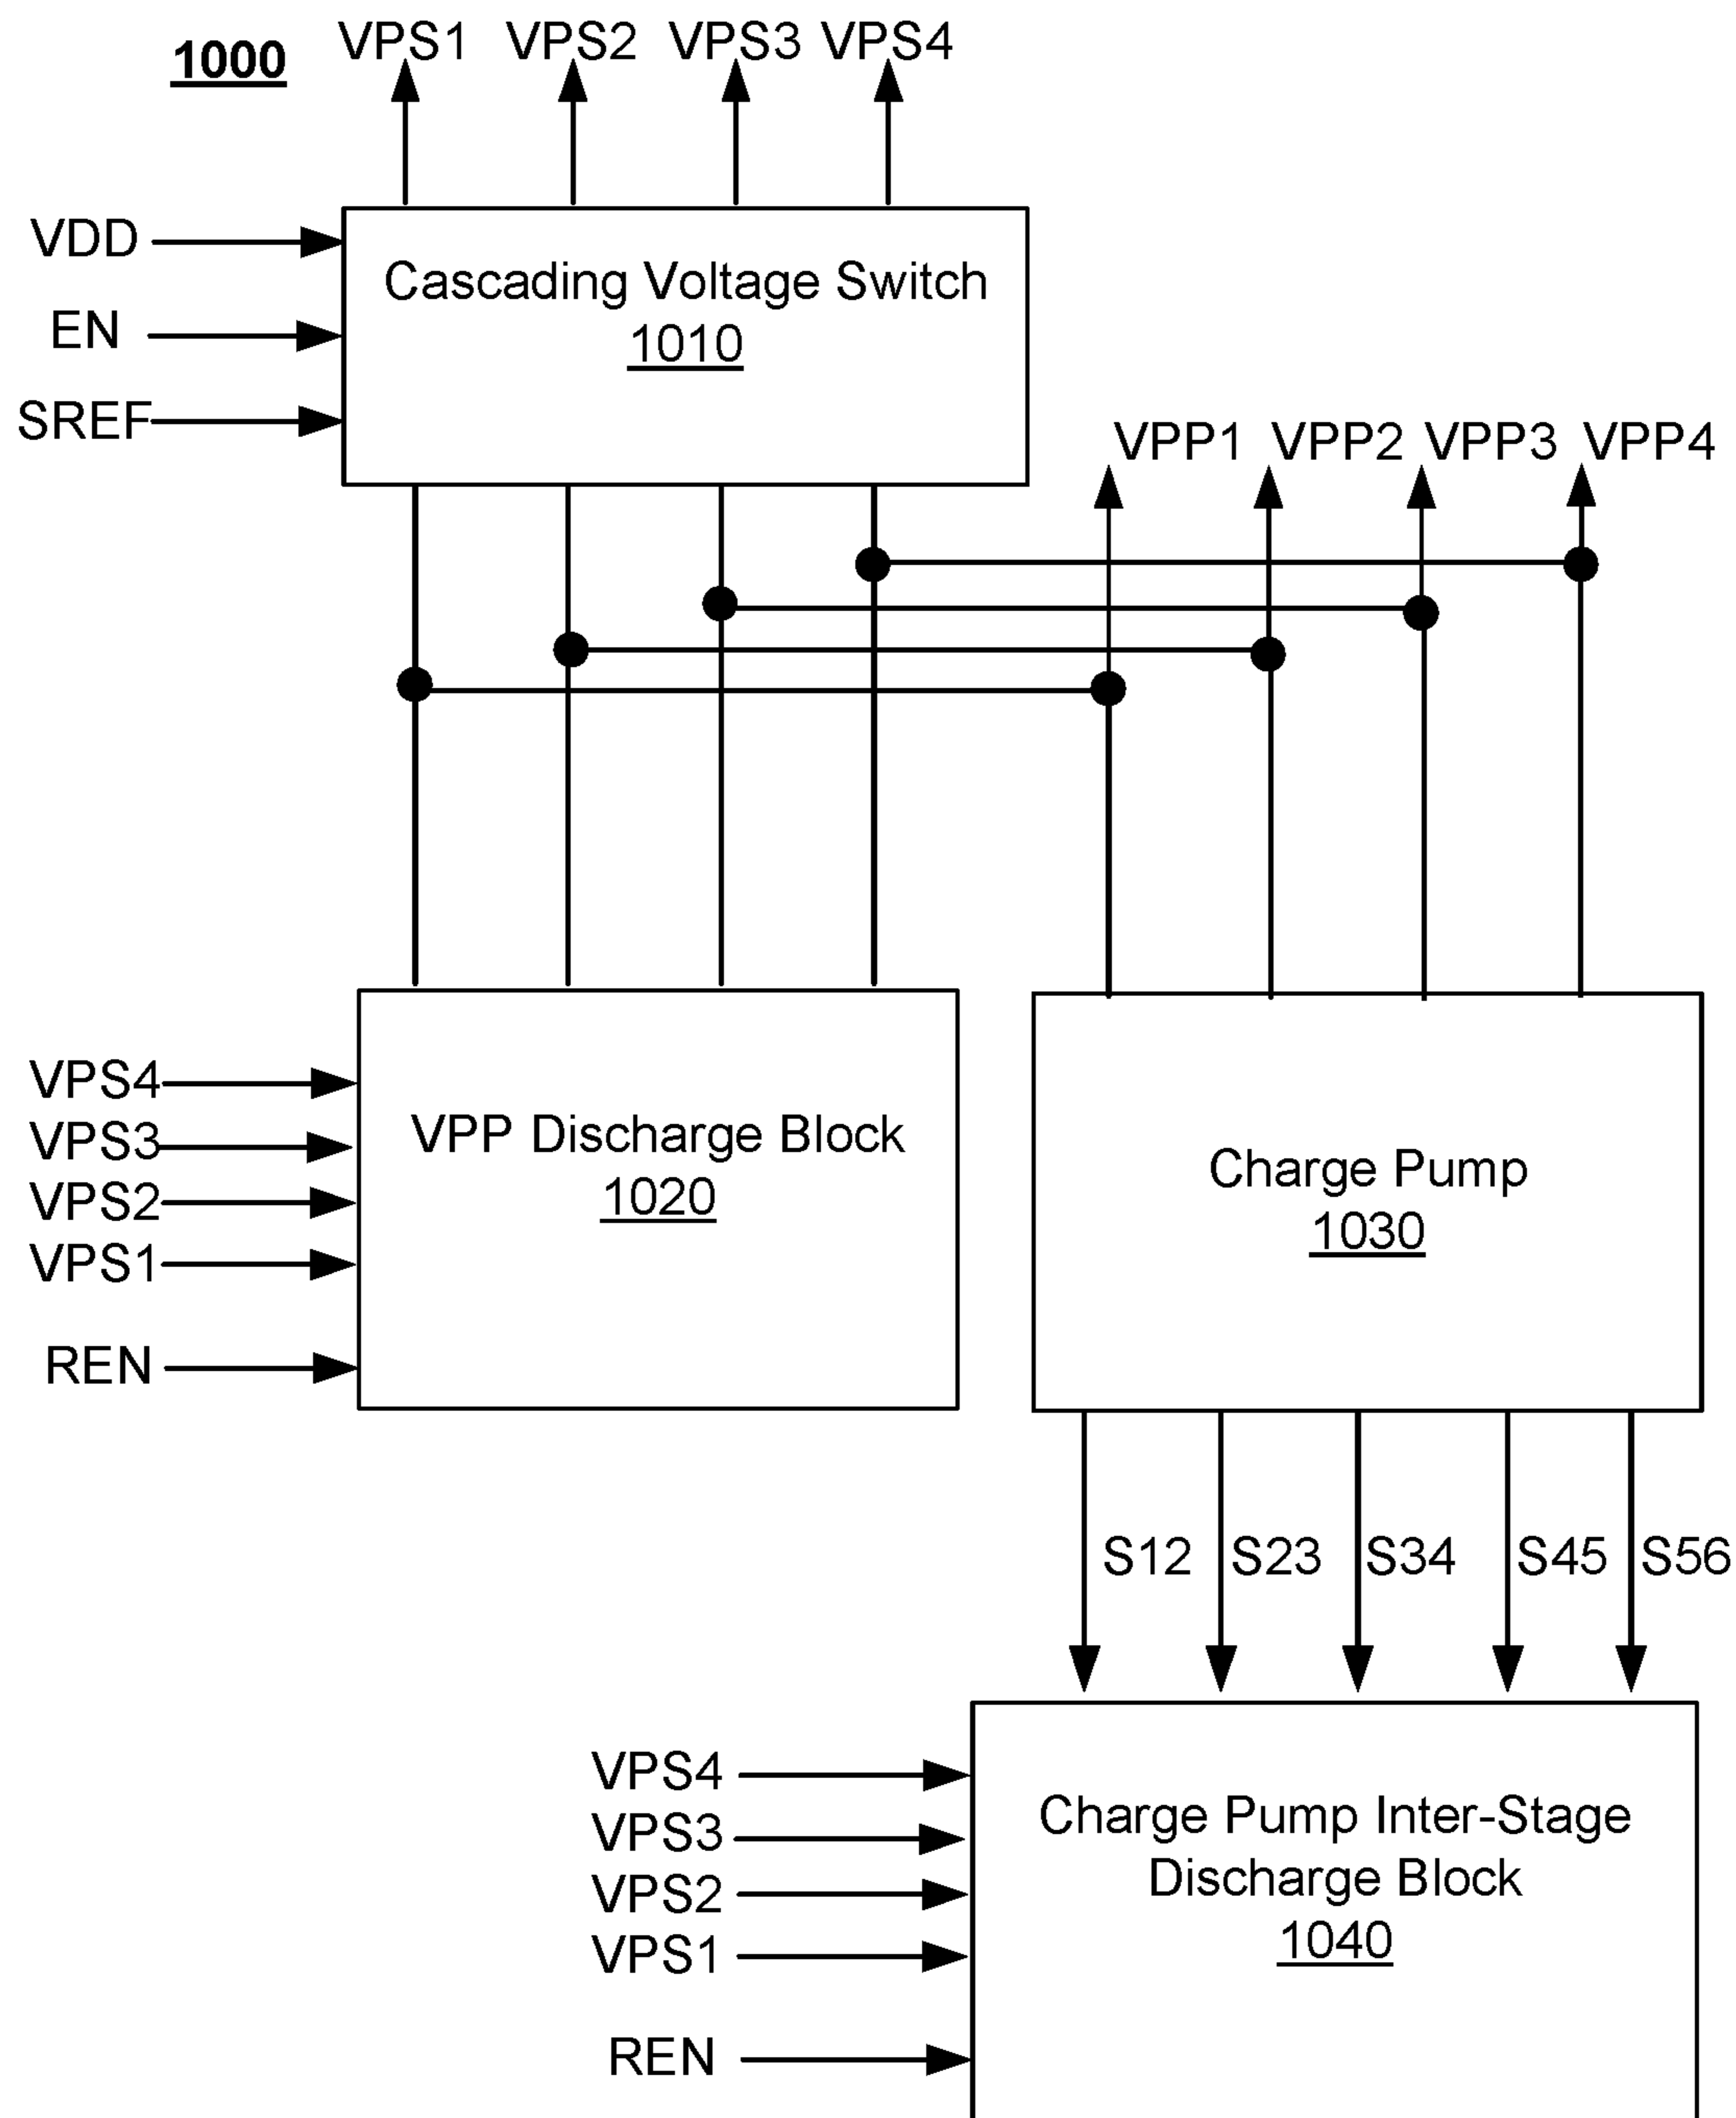 1000
VPS1 VPS2 VPS3 VPS4
VDD
EN
SREF
Cascading Voltage Switch
1010
VPP1 VPP2 VPP3 VPP4
VPS4
VPS3
VPS2
VPS1
REN
VPP Discharge Block
1020
Charge Pump
1030
S12 S23 S34 S45 S56
VPS4
VPS3
VPS2
VPS1
REN
Charge Pump Inter-Stage
Discharge Block
1040